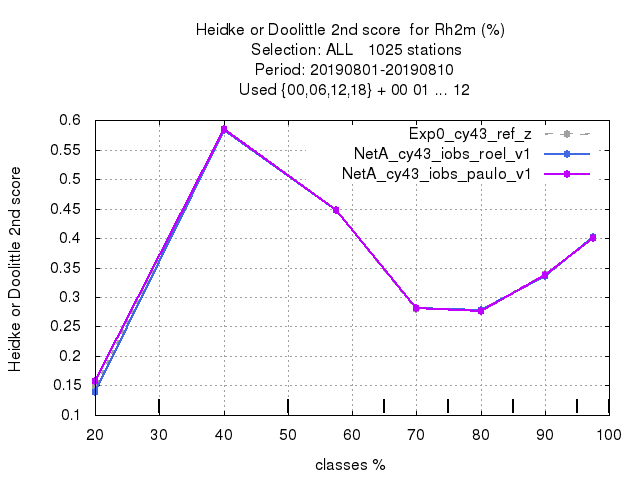 Heidke or Doolittle 2nd score  for Rh2m (%)
Selection: ALL   1025 stations
Period: 20190801-20190810
Used {00,06,12,18} + 00 01 ... 12
Exp0_cy43_ref_z
NetA_cy43_iobs_roel_v1
NetA_cy43_iobs_paulo_v1
Heidke or Doolittle 2nd score
0.6
0.55
0.5
0.45
0.4
0.35
0.3
0.25
0.2
0.15
0.1
20 30 40 50 60 70 80 90 100
classes %